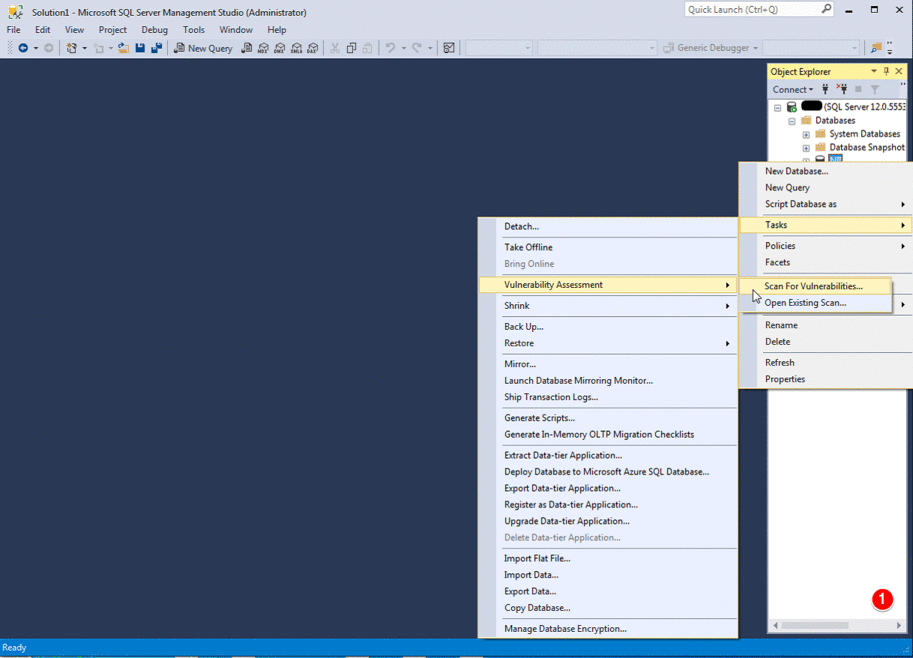 Solution1 - Microsoft SQL Server Management Studio (Administrator)
Quick Launch (Ctrl+Q)
File Edit View Project Debug Tools Window Help
New Query
MDX DMX XMLA DAX
Generic Debugger
Object Explorer
Connect
(SQL Server 12.0.5553
Databases
System Databases
Database Snapshot
New Database...
New Query
Script Database as
Tasks
Policies
Facets
Scan For Vulnerabilities...
Open Existing Scan...
Rename
Delete
Refresh
Properties
Detach...
Take Offline
Bring Online
Vulnerability Assessment
Shrink
Back Up...
Restore
Mirror...
Launch Database Mirroring Monitor...
Ship Transaction Logs...
Generate Scripts...
Generate In-Memory OLTP Migration Checklists
Extract Data-tier Application...
Deploy Database to Microsoft Azure SQL Database...
Export Data-tier Application...
Register as Data-tier Application...
Upgrade Data-tier Application...
Delete Data-tier Application...
Import Flat File...
Import Data...
Export Data...
Copy Database...
Manage Database Encryption...
1
Ready